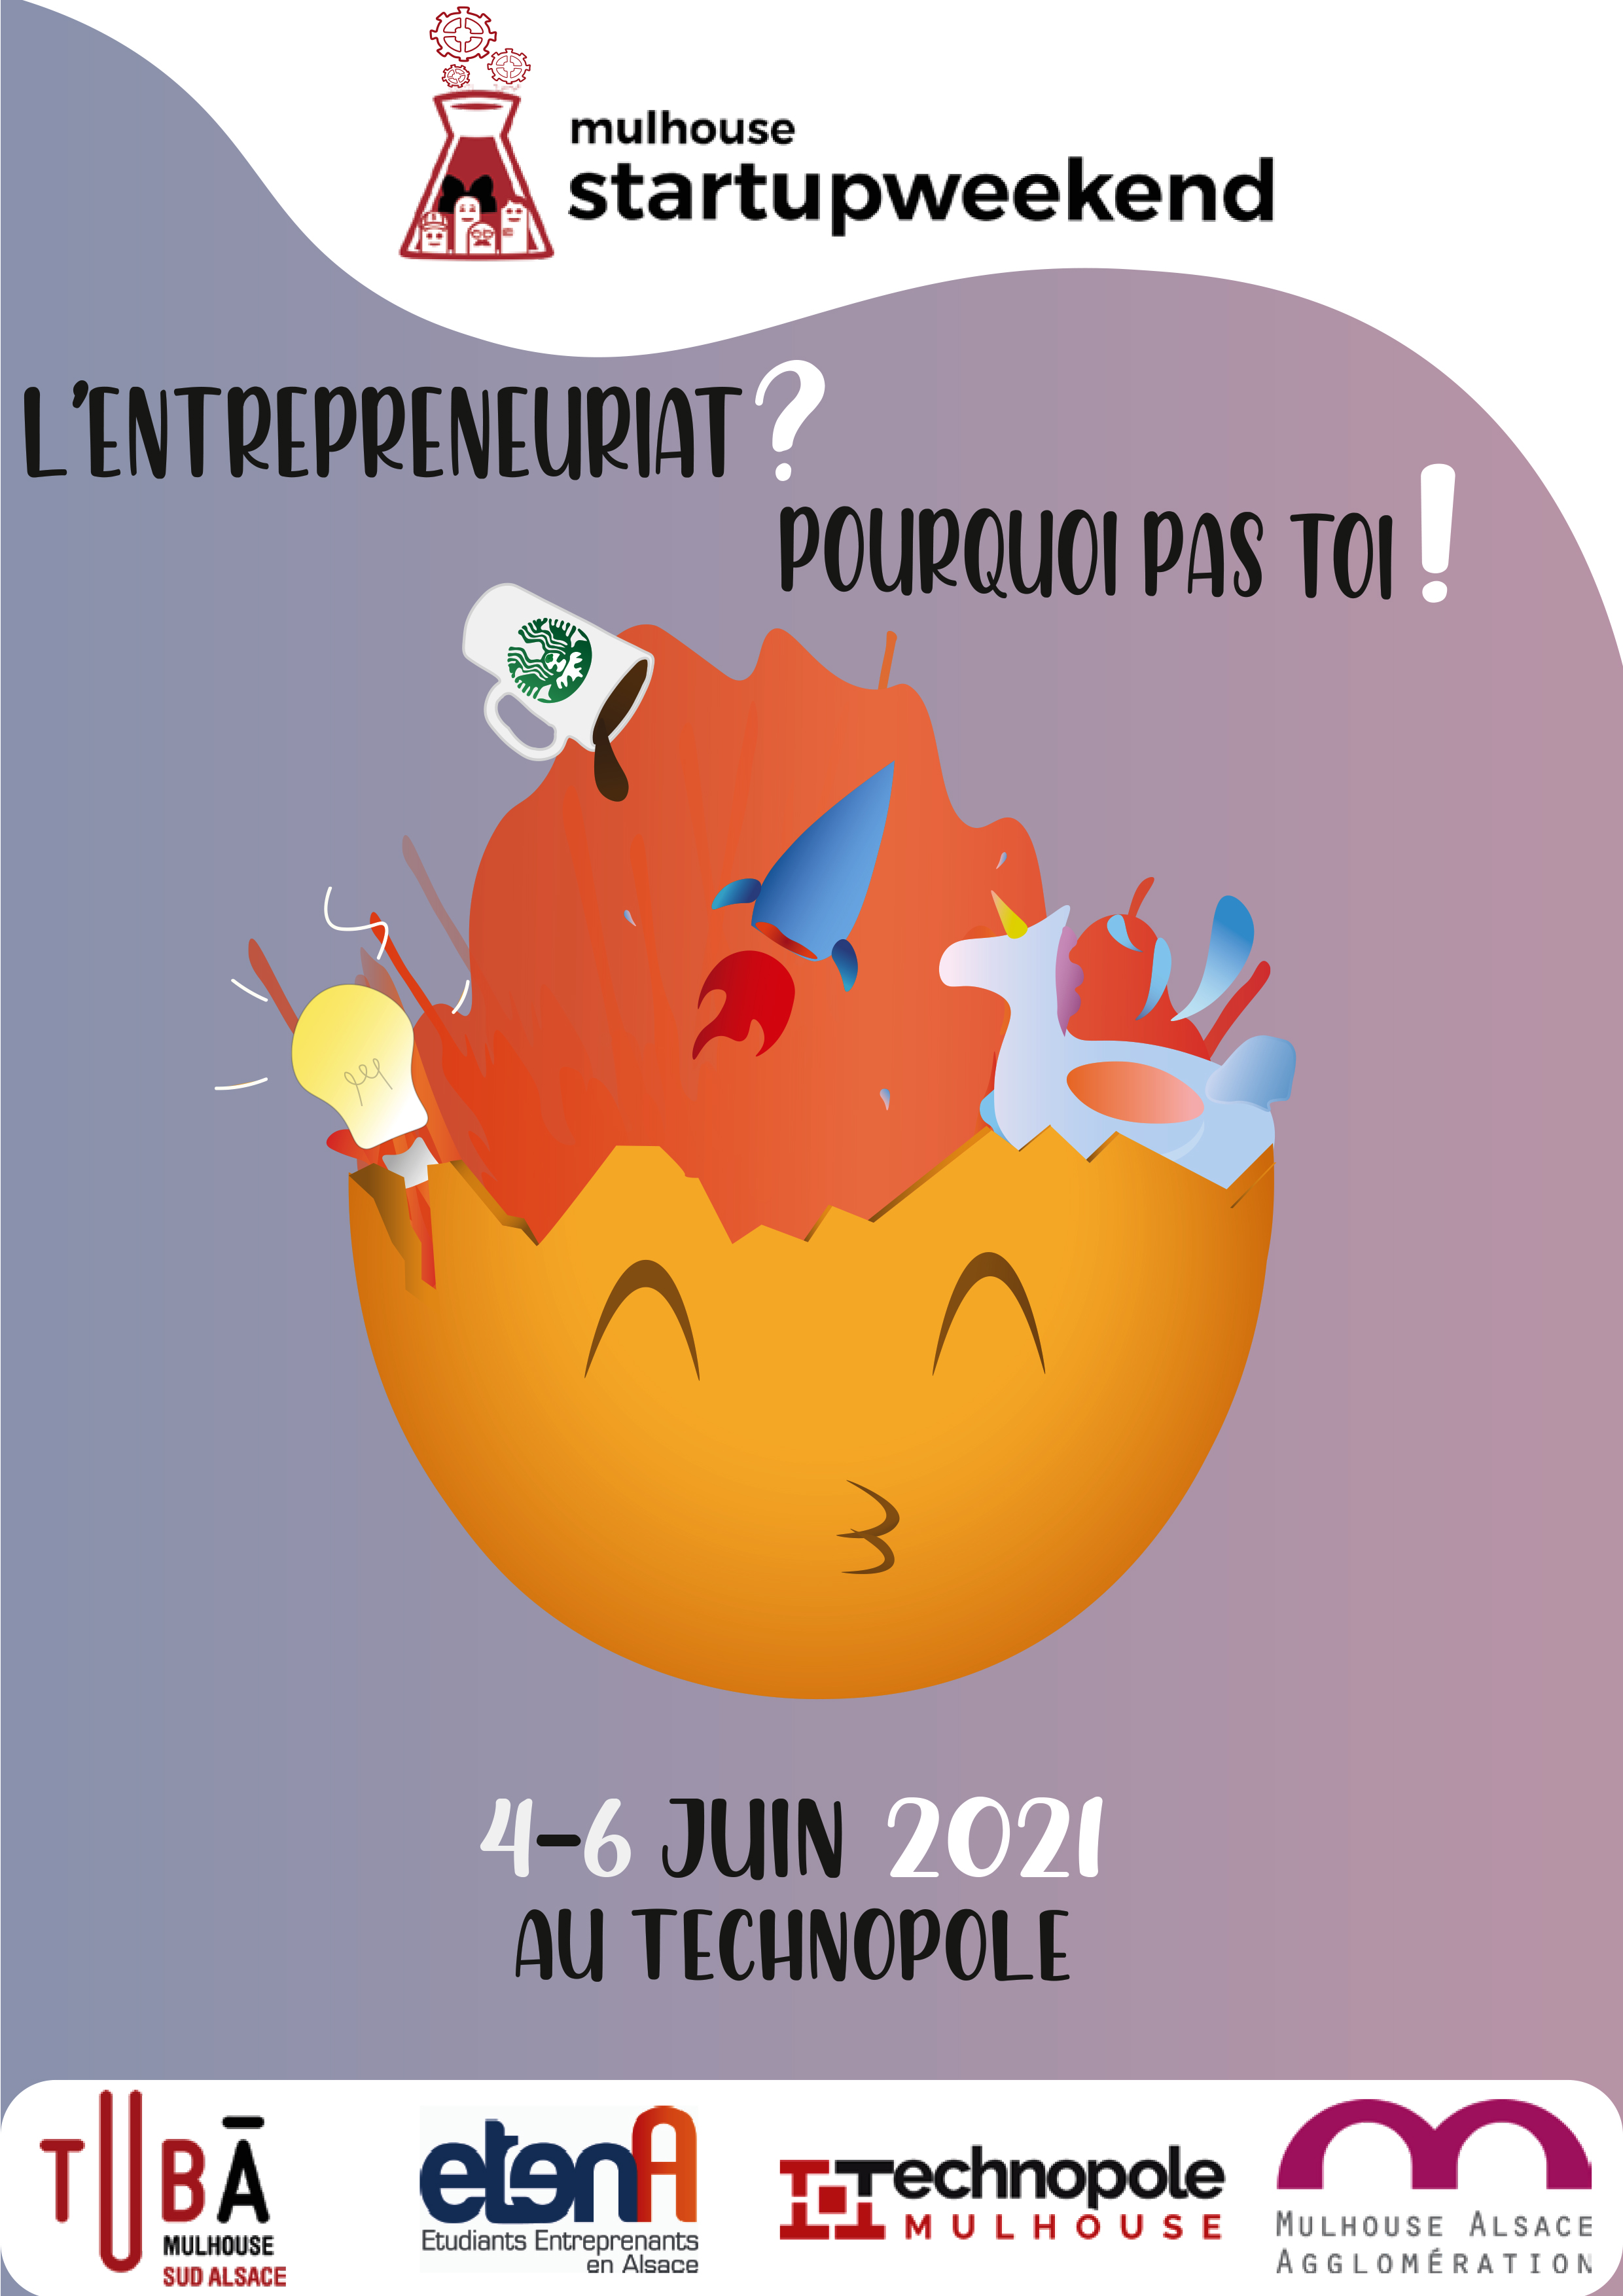 mulhouse
startupweekend
L'ENTREPRENEURIAT ?
POURQUOI PAS TOI !
4-6 JUIN 2021
AU TECHNOPOLE
TUBĀ
MULHOUSE
SUD ALSACE
etena
Etudiants Entreprenants
en Alsace
Technopole
MULHOUSE
MULHOUSE ALSACE
AGGLOMÉRATION